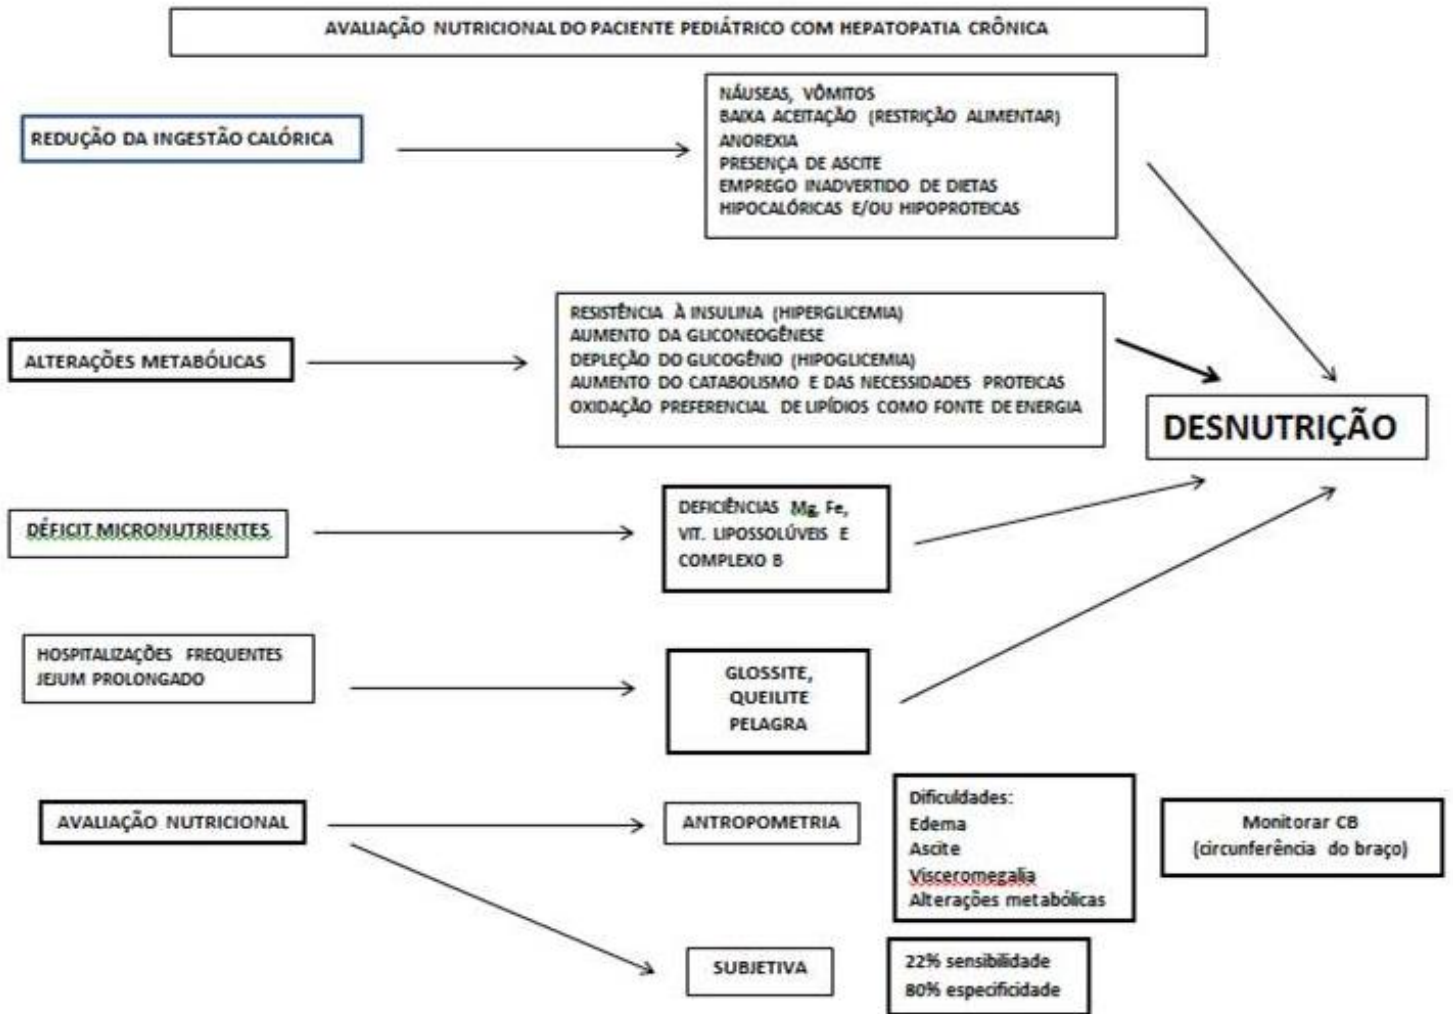 AVALIAÇÃO NUTRICIONAL DO PACIENTE PEDIÁTRICO COM HEPATOPATIA CRÔNICA
REDUÇÃO DA INGESTÃO CALÓRICA
NÁUSEAS, VÔMITOS
BAIXA ACEITAÇÃO (RESTRIÇÃO ALIMENTAR)
ANOREXIA
PRESENÇA DE ASCITE
EMPREGO INADVERTIDO DE DIETAS
HIPOCALÓRICAS E/OU HIPOPROTEICAS
ALTERAÇÕES METABÓLICAS
RESISTÊNCIA À INSULINA (HIPERGLICEMIA)
AUMENTO DA GLICONEOGÊNESE
DEPLEÇÃO DO GLICOGÊNIO (HIPOGLICEMIA)
AUMENTO DO CATABOLISMO E DAS NECESSIDADES PROTEICAS
OXIDAÇÃO PREFERENCIAL DE LIPÍDIOS COMO FONTE DE ENERGIA
DESNUTRIÇÃO
DÉFICIT MICRONUTRIENTES
DEFICIÊNCIAS Mg, Fe,
VIT. LIPOSSOLÚVEIS E
COMPLEXO B
HOSPITALIZAÇÕES FREQUENTES
JEJUM PROLONGADO
GLOSSITE,
QUEILITE
PELAGRA
AVALIAÇÃO NUTRICIONAL
ANTROPOMETRIA
Dificuldades:
Edema
Ascite
Visceromegalia
Alterações metabólicas
Monitorar CB
(circunferência do braço)
SUBJETIVA
22% sensibilidade
80% especificidade